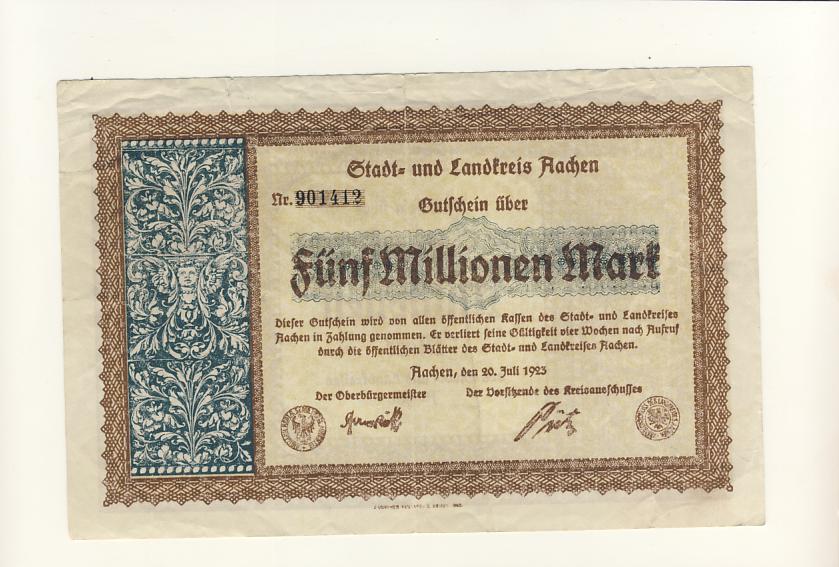 Stadt- und Landkreis Aachen
Nr. 901412
Gutschein über
Fünf Millionen Mark
Dieser Gutschein wird von allen öffentlichen Kassen des Stadt- und Landkreises
Aachen in Zahlung genommen. Er verliert seine Gültigkeit vier Wochen nach Aufruf
durch die öffentlichen Blätter des Stadt- und Landkreises Aachen.
Aachen, den 20. Juli 1923
Der Oberbürgermeister
Der Vorsitzende des Kreisausschusses